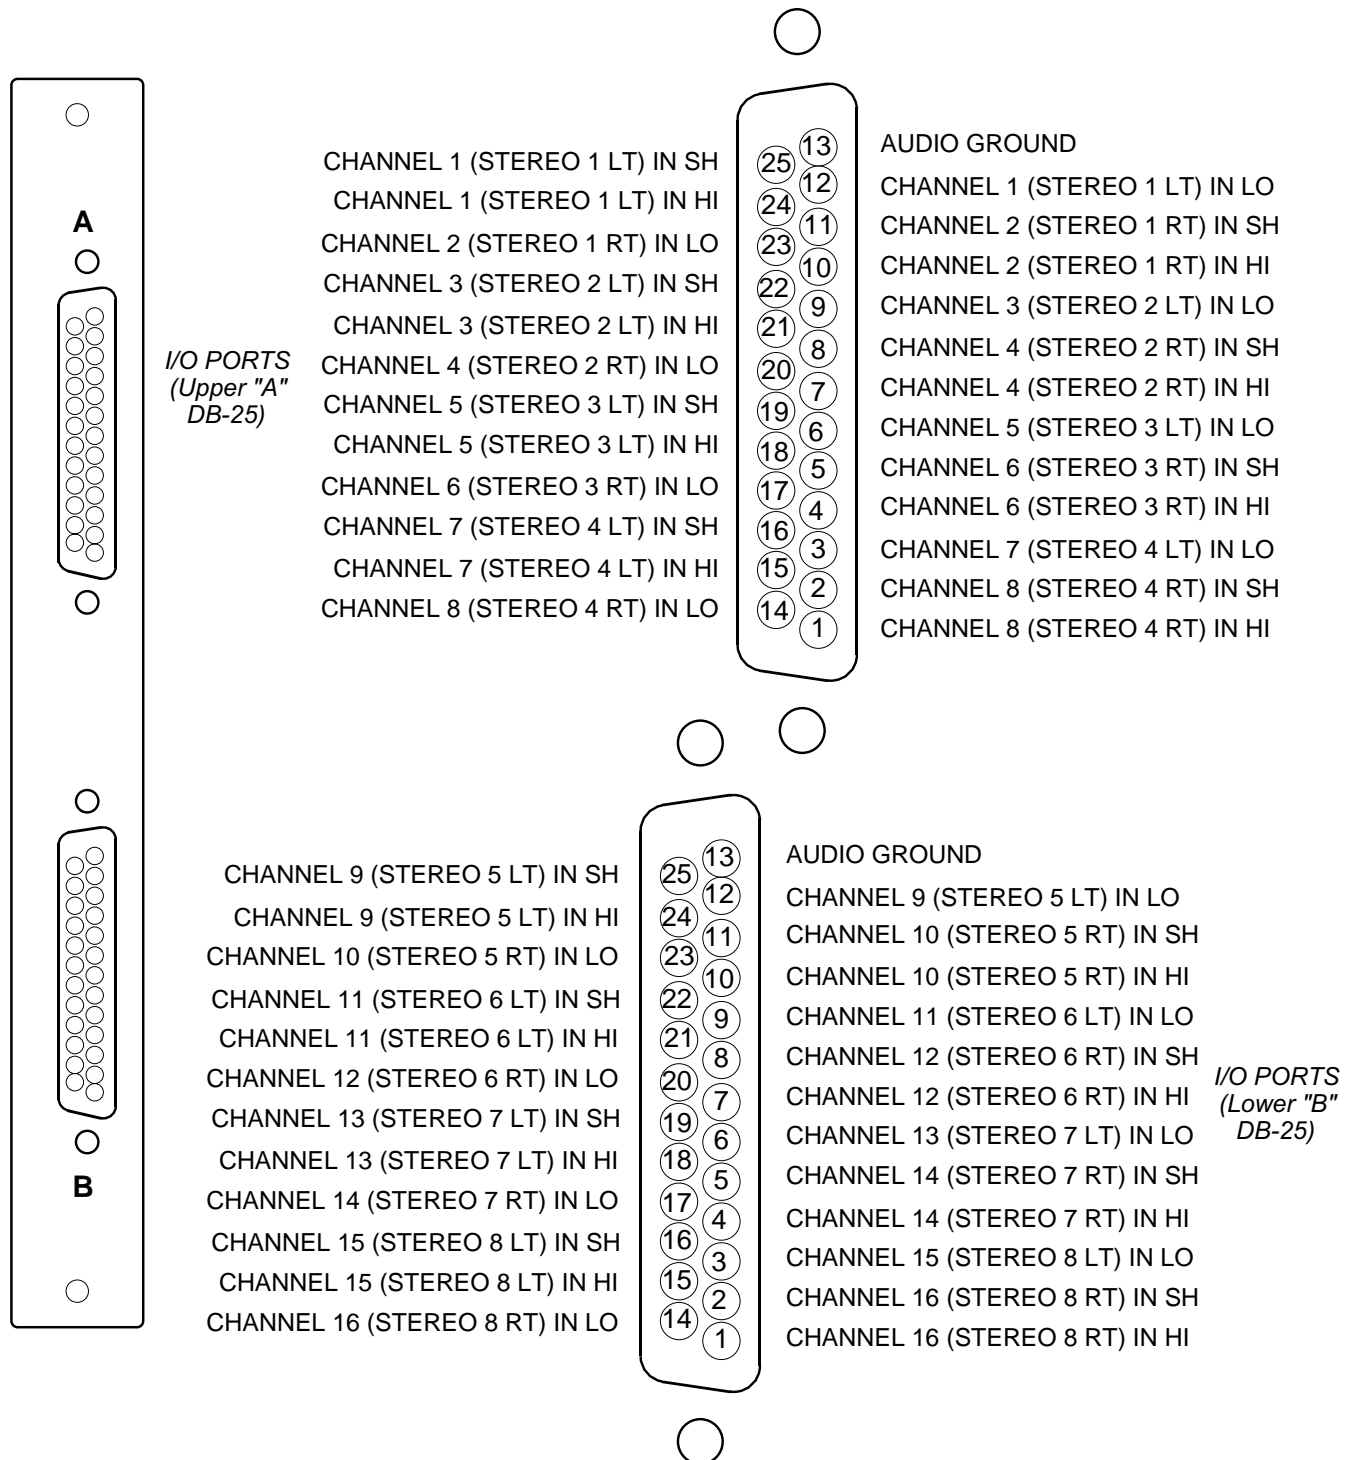 A
I/O PORTS
(Upper "A"
DB-25)
CHANNEL 1 (STEREO 1 LT) IN SH
CHANNEL 1 (STEREO 1 LT) IN HI
CHANNEL 2 (STEREO 1 RT) IN LO
CHANNEL 3 (STEREO 2 LT) IN SH
CHANNEL 3 (STEREO 2 LT) IN HI
CHANNEL 4 (STEREO 2 RT) IN LO
CHANNEL 5 (STEREO 3 LT) IN SH
CHANNEL 5 (STEREO 3 LT) IN HI
CHANNEL 6 (STEREO 3 RT) IN LO
CHANNEL 7 (STEREO 4 LT) IN SH
CHANNEL 7 (STEREO 4 LT) IN HI
CHANNEL 8 (STEREO 4 RT) IN LO
25
24
23
22
21
20
19
18
17
16
15
14
13
12
11
10
9
8
7
6
5
4
3
2
1
AUDIO GROUND
CHANNEL 1 (STEREO 1 LT) IN LO
CHANNEL 2 (STEREO 1 RT) IN SH
CHANNEL 2 (STEREO 1 RT) IN HI
CHANNEL 3 (STEREO 2 LT) IN LO
CHANNEL 4 (STEREO 2 RT) IN SH
CHANNEL 4 (STEREO 2 RT) IN HI
CHANNEL 5 (STEREO 3 LT) IN LO
CHANNEL 6 (STEREO 3 RT) IN SH
CHANNEL 6 (STEREO 3 RT) IN HI
CHANNEL 7 (STEREO 4 LT) IN LO
CHANNEL 8 (STEREO 4 RT) IN SH
CHANNEL 8 (STEREO 4 RT) IN HI
B
CHANNEL 9 (STEREO 5 LT) IN SH
CHANNEL 9 (STEREO 5 LT) IN HI
CHANNEL 10 (STEREO 5 RT) IN LO
CHANNEL 11 (STEREO 6 LT) IN SH
CHANNEL 11 (STEREO 6 LT) IN HI
CHANNEL 12 (STEREO 6 RT) IN LO
CHANNEL 13 (STEREO 7 LT) IN SH
CHANNEL 13 (STEREO 7 LT) IN HI
CHANNEL 14 (STEREO 7 RT) IN LO
CHANNEL 15 (STEREO 8 LT) IN SH
CHANNEL 15 (STEREO 8 LT) IN HI
CHANNEL 16 (STEREO 8 RT) IN LO
25
24
23
22
21
20
19
18
17
16
15
14
13
12
11
10
9
8
7
6
5
4
3
2
1
AUDIO GROUND
CHANNEL 9 (STEREO 5 LT) IN LO
CHANNEL 10 (STEREO 5 RT) IN SH
CHANNEL 10 (STEREO 5 RT) IN HI
CHANNEL 11 (STEREO 6 LT) IN LO
CHANNEL 12 (STEREO 6 RT) IN SH
CHANNEL 12 (STEREO 6 RT) IN HI
CHANNEL 13 (STEREO 7 LT) IN LO
CHANNEL 14 (STEREO 7 RT) IN SH
CHANNEL 14 (STEREO 7 RT) IN HI
CHANNEL 15 (STEREO 8 LT) IN LO
CHANNEL 16 (STEREO 8 RT) IN SH
CHANNEL 16 (STEREO 8 RT) IN HI
I/O PORTS
(Lower "B"
DB-25)